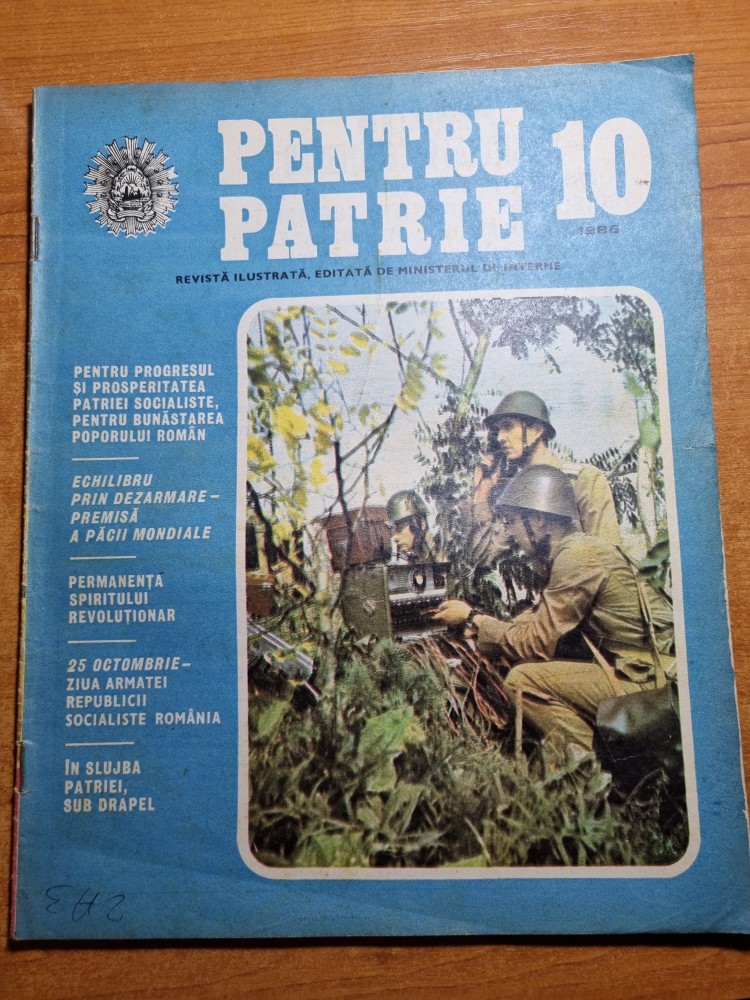 PENTRU 10
PATRIE
1986
REVISTĂ ILUSTRATĂ, EDITATĂ DE MINISTERUL DE INTERNE
PENTRU PROGRESUL
ȘI PROSPERITATEA
PATRIEI SOCIALISTE,
PENTRU BUNĂSTAREA
POPORULUI ROMÂN
ECHILIBRU
PRIN DEZARMARE –
PREMISĂ
A PĂCII MONDIALE
PERMANENȚA
SPIRITULUI
REVOLUȚIONAR
25 OCTOMBRIE –
ZIUA ARMATEI
REPUBLICII
SOCIALISTE ROMÂNIA
ÎN SLUJBA
PATRIEI,
SUB DRAPEL